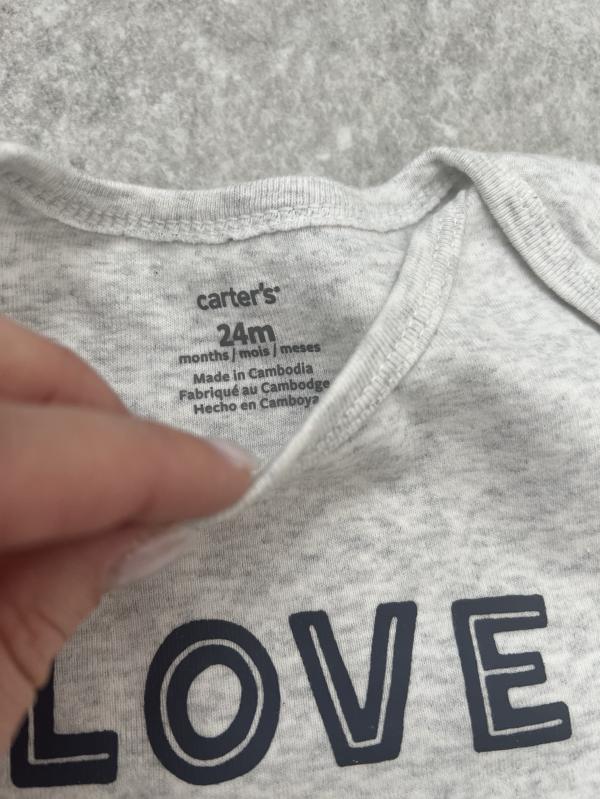 carter's
24m
months / mois / meses
Made in Cambodia
Fabriqué au Cambodge
Hecho en Camboya
LOVE